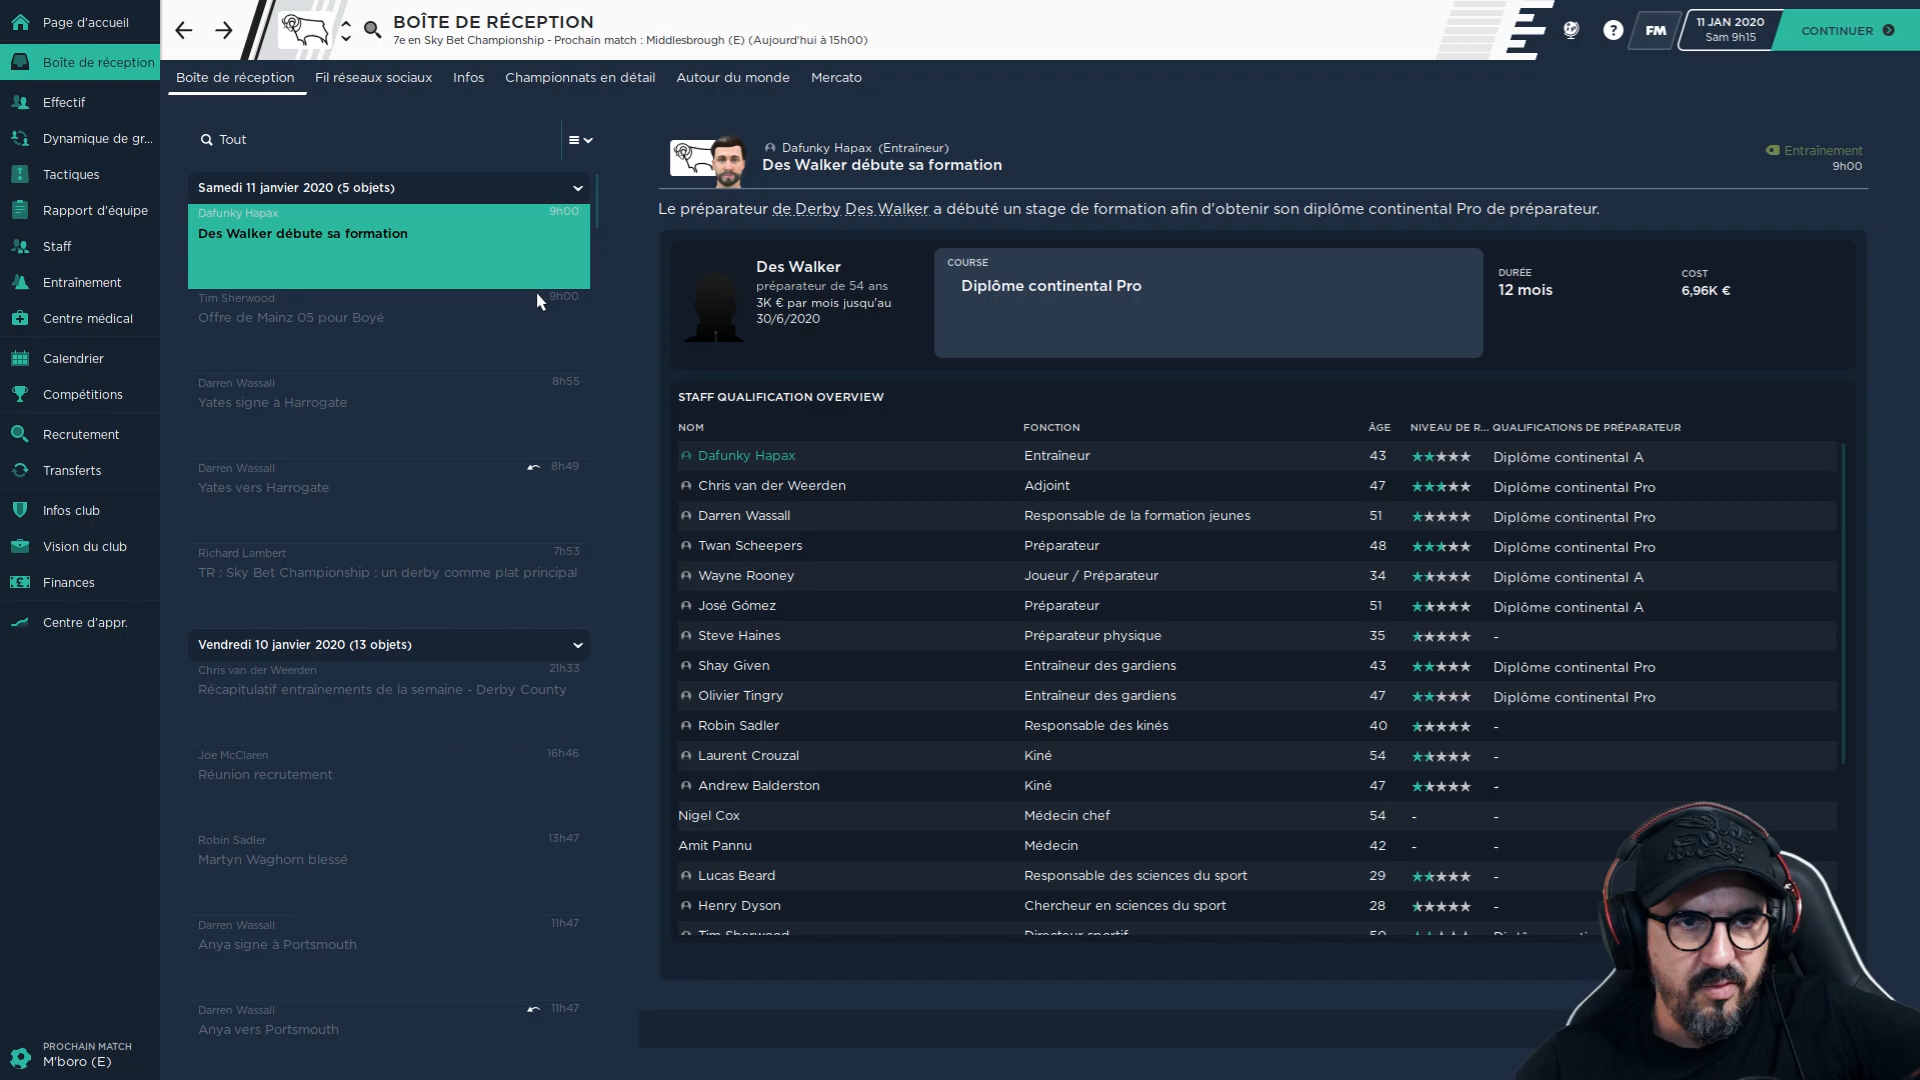 Page d'accueil
Boîte de réception
Effectif
Dynamique de gr...
Tactiques
Rapport d'équipe
Staff
Entraînement
Centre médical
Calendrier
Compétitions
Recrutement
Transferts
Infos club
Vision du club
Finances
Centre d'appr.
PROCHAIN MATCH
M'boro (E)
BOÎTE DE RÉCEPTION
7e en Sky Bet Championship - Prochain match : Middlesbrough (E) (Aujourd'hui à 15h00)
?
FM
11 JAN 2020
Sam 9h15
CONTINUER
Boîte de réception Fil réseaux sociaux Infos Championnats en détail Autour du monde Mercato
Tout
Samedi 11 janvier 2020 (5 objets)
Dafunky Hapax 9h00
Des Walker débute sa formation
Tim Sherwood 9h00
Offre de Mainz 05 pour Boyé
Darren Wassall 8h55
Yates signe à Harrogate
Darren Wassall 8h49
Yates vers Harrogate
Richard Lambert 7h53
TR : Sky Bet Championship : un derby comme plat principal
Vendredi 10 janvier 2020 (13 objets)
Chris van der Weerden 21h33
Récapitulatif entraînements de la semaine - Derby County
Joe McClaren 16h46
Réunion recrutement
Robin Sadler 13h47
Martyn Waghorn blessé
Darren Wassall 11h47
Anya signe à Portsmouth
Darren Wassall 11h47
Anya vers Portsmouth
Dafunky Hapax (Entraîneur)
Des Walker débute sa formation
Entraînement
9h00
Le préparateur de Derby Des Walker a débuté un stage de formation afin d'obtenir son diplôme continental Pro de préparateur.
Des Walker
préparateur de 54 ans
3K € par mois jusqu'au
30/6/2020
COURSE
Diplôme continental Pro
DURÉE
12 mois
COST
6,96K €
STAFF QUALIFICATION OVERVIEW
NOM FONCTION ÂGE NIVEAU DE R... QUALIFICATIONS DE PRÉPARATEUR
Dafunky Hapax Entraîneur 43 Diplôme continental A
Chris van der Weerden Adjoint 47 Diplôme continental Pro
Darren Wassall Responsable de la formation jeunes 51 Diplôme continental Pro
Twan Scheepers Préparateur 48 Diplôme continental Pro
Wayne Rooney Joueur / Préparateur 34 Diplôme continental A
José Gómez Préparateur 51 Diplôme continental A
Steve Haines Préparateur physique 35 -
Shay Given Entraîneur des gardiens 43 Diplôme continental Pro
Olivier Tingry Entraîneur des gardiens 47 Diplôme continental Pro
Robin Sadler Responsable des kinés 40 -
Laurent Crouzal Kiné 54 -
Andrew Balderston Kiné 47 -
Nigel Cox Médecin chef 54 - -
Amit Pannu Médecin 42 - -
Lucas Beard Responsable des sciences du sport 29 -
Henry Dyson Chercheur en sciences du sport 28 -
Tim Sherwood Directeur sportif 50